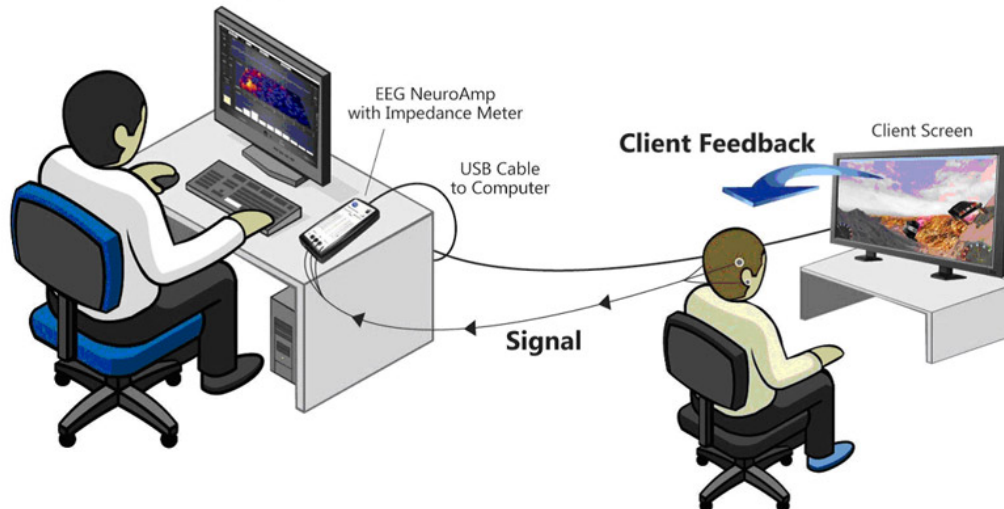 EEG NeuroAmp
with Impedance Meter
USB Cable
to Computer
Client Feedback
Client Screen
Signal